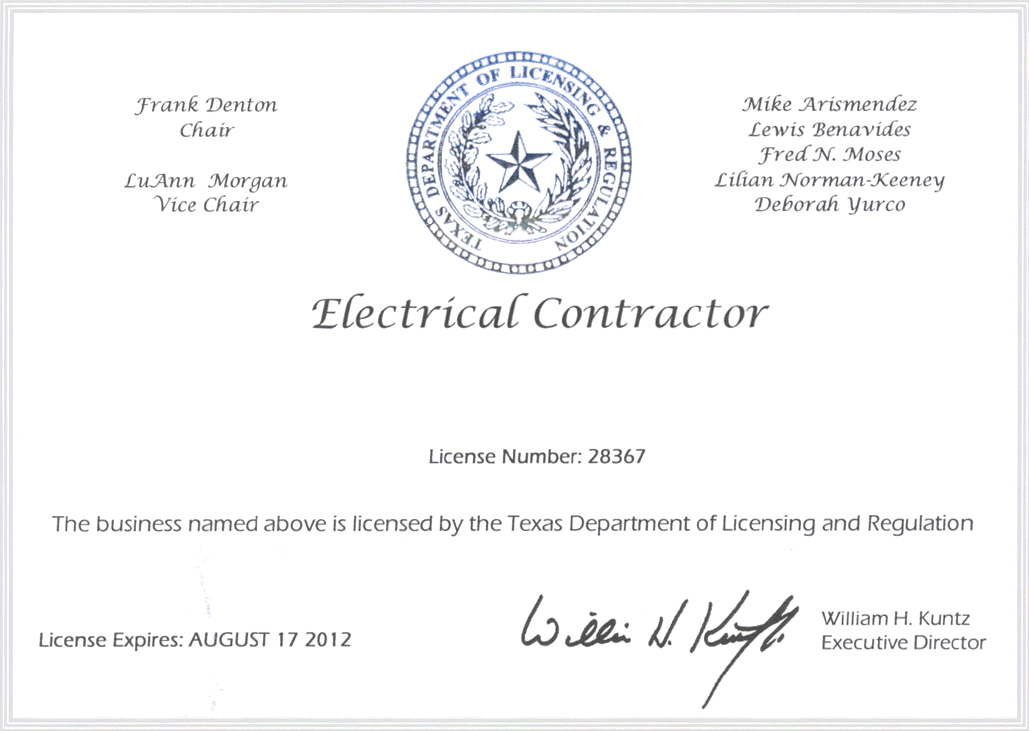 Frank Denton
Chair
LuAnn Morgan
Vice Chair
TEXAS DEPARTMENT OF LICENSING & REGULATION
Mike Arismendez
Lewis Benavides
Fred N. Moses
Lilian Norman-Keeney
Deborah Yurco
Electrical Contractor
License Number: 28367
The business named above is licensed by the Texas Department of Licensing and Regulation
License Expires: AUGUST 17 2012
William H. Kuntz
William H. Kuntz
Executive Director